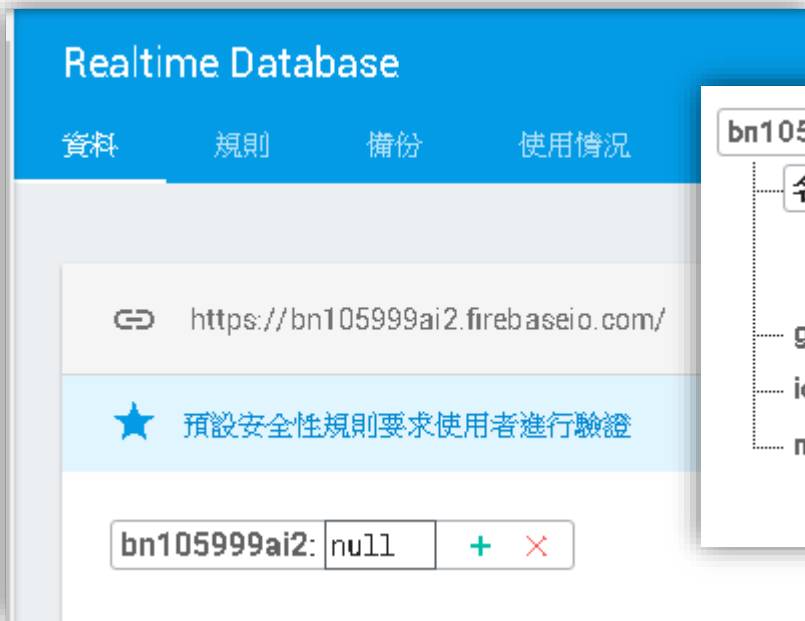 Realtime Database
資料 規則 備份 使用情況
https://bn105999ai2.firebaseio.com/
預設安全性規則要求使用者進行驗證
bn105999ai2: null + ×
bn105